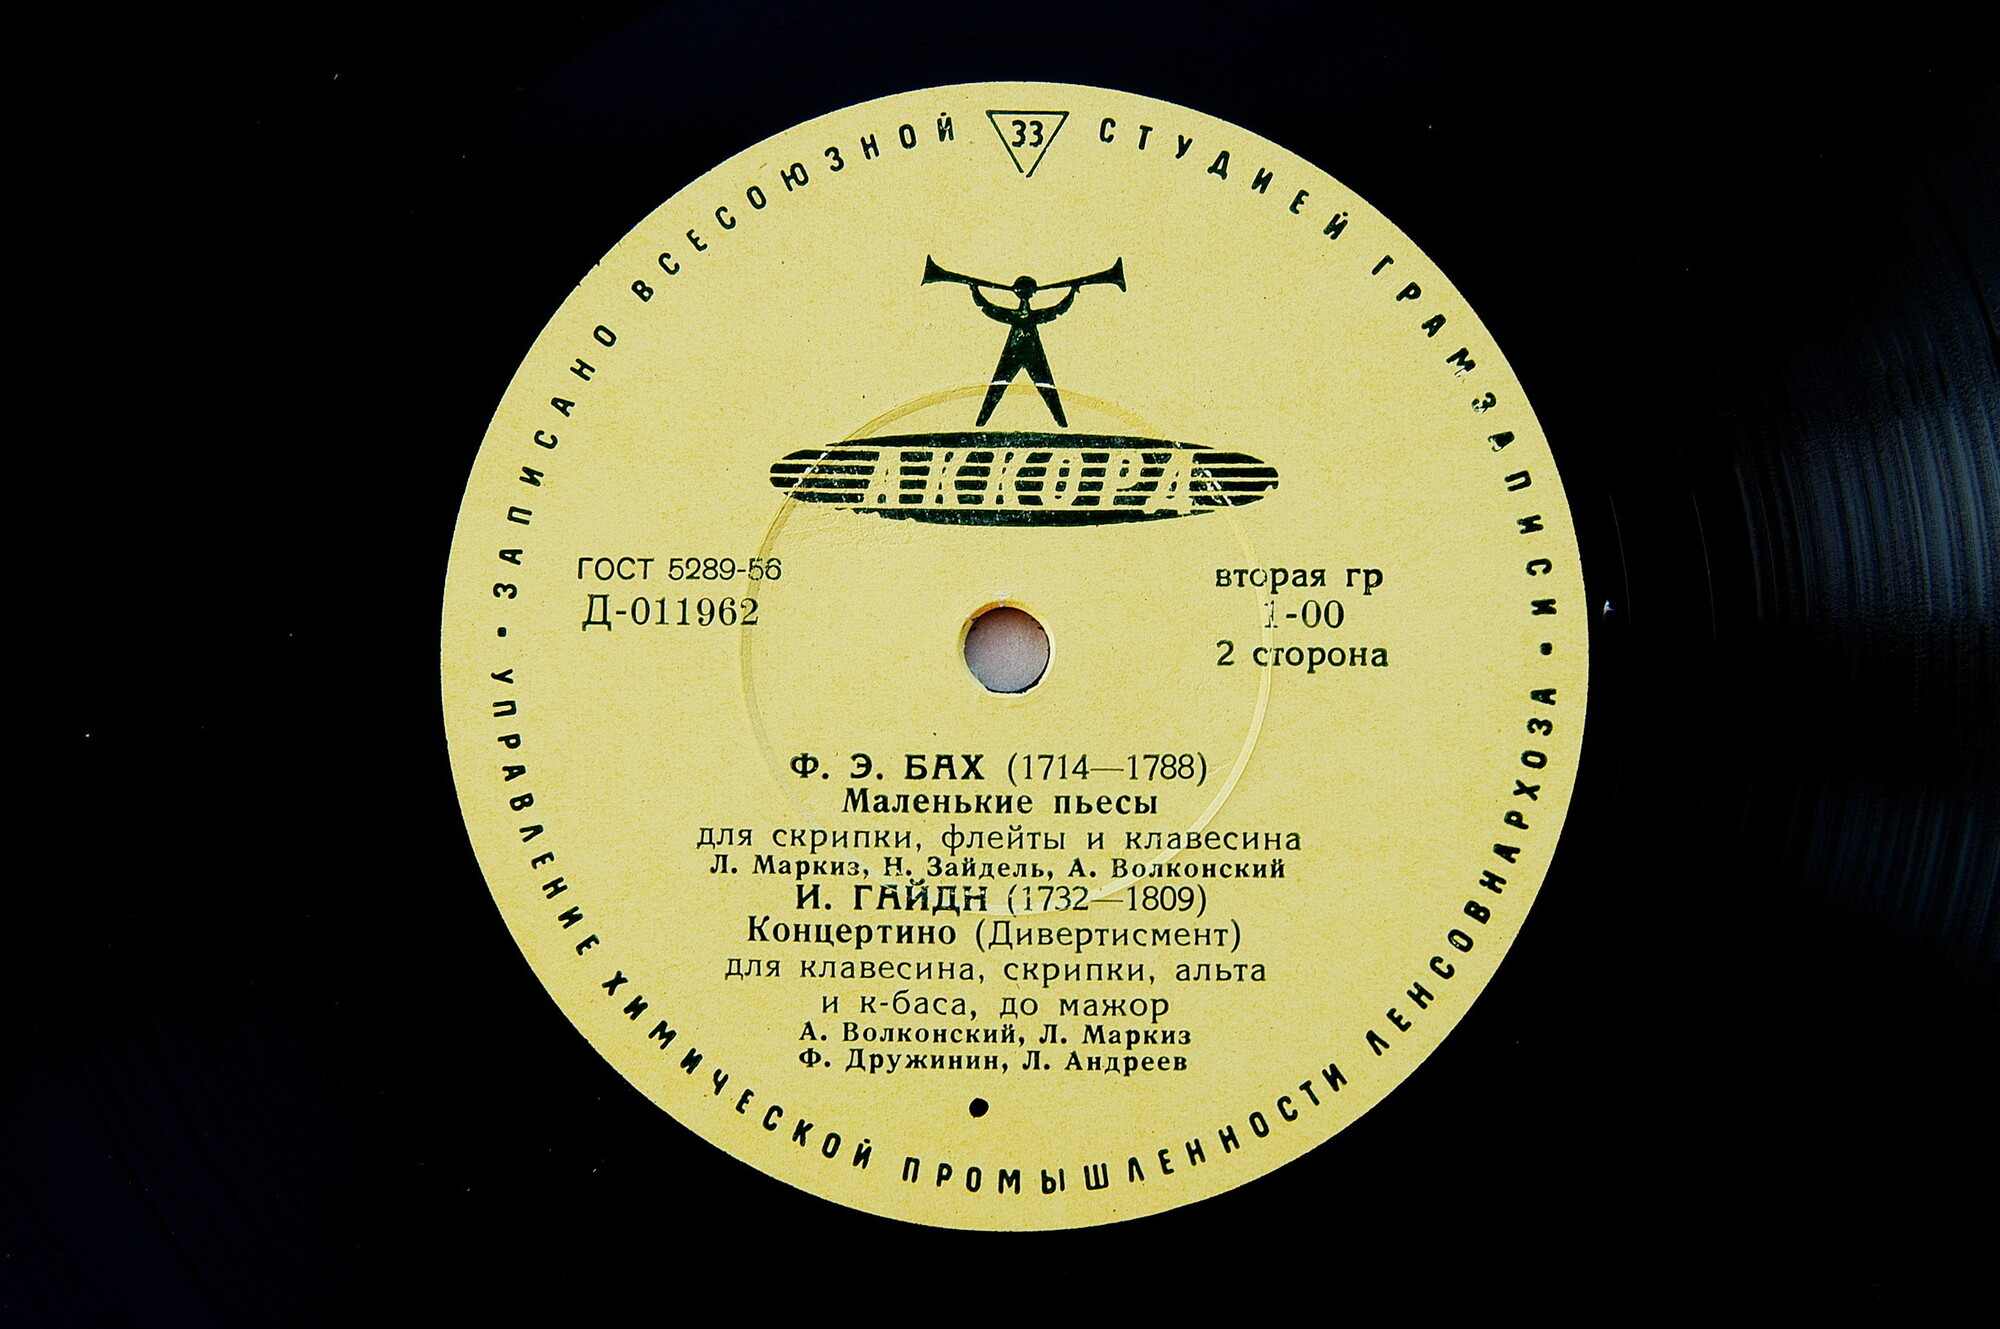 ЗАПИСАНО ВСЕСОЮЗНОЙ 33 СТУДИЕЙ ГРАМЗАПИСИ
АККОРД
ГОСТ 5289-56
Д-011962
вторая гр
1-00
2 сторона
Ф. Э. БАХ (1714—1788)
Маленькие пьесы
для скрипки, флейты и клавесина
Л. Маркиз, Н. Зайдель, А. Волконский
И. ГАЙДН (1732—1809)
Концертино (Дивертисмент)
для клавесина, скрипки, альта
и к-баса, до мажор
А. Волконский, Л. Маркиз
Ф. Дружинин, Л. Андреев
• УПРАВЛЕНИЕ ХИМИЧЕСКОЙ ПРОМЫШЛЕННОСТИ ЛЕНСОВНАРХОЗА •